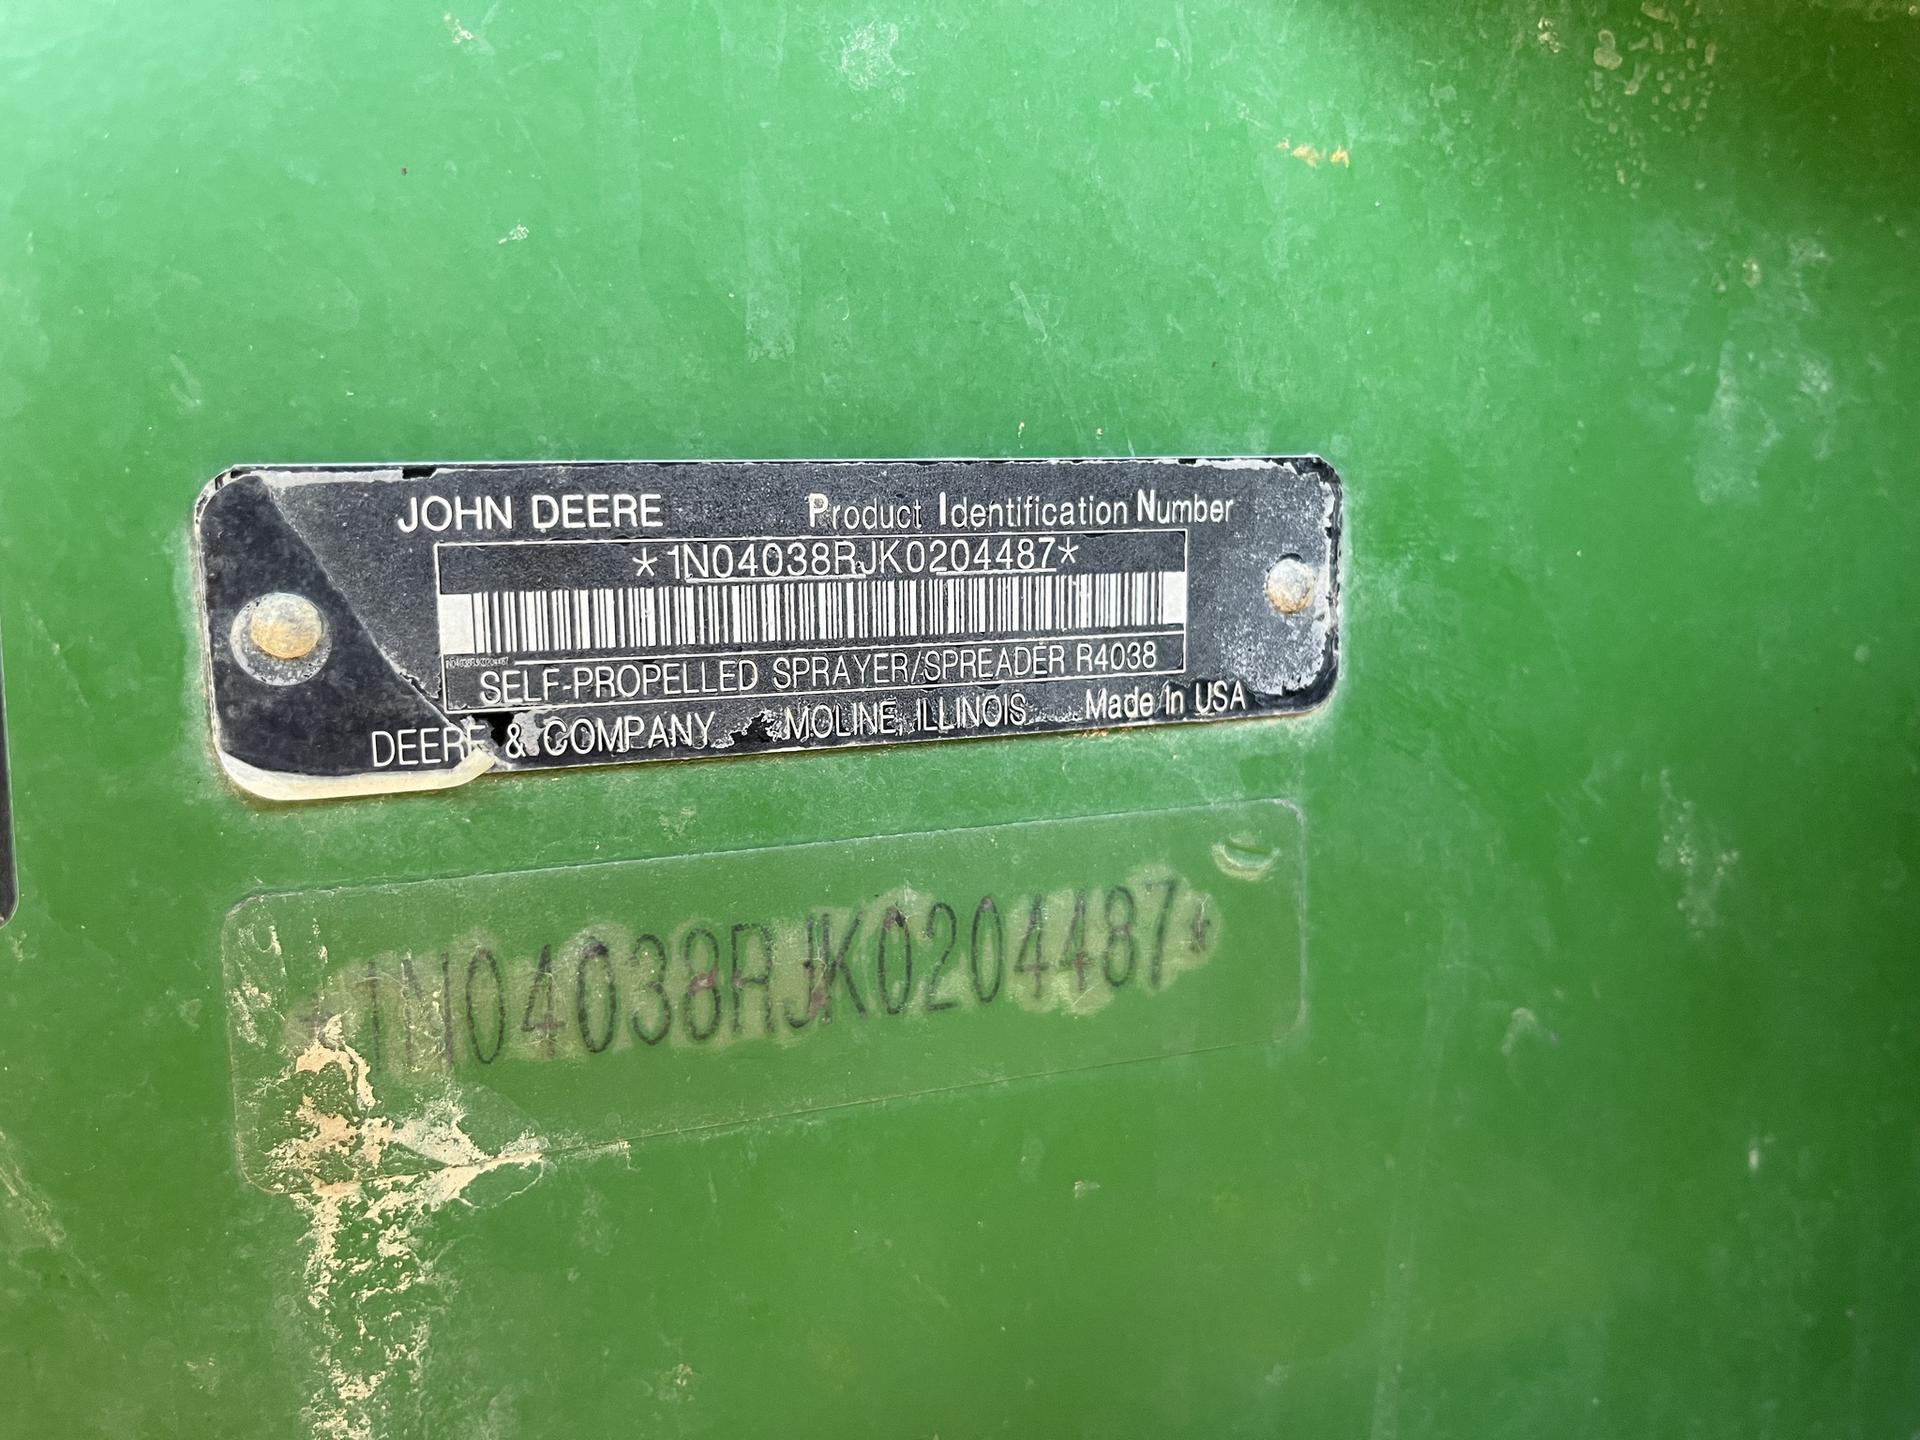 JOHN DEERE Product Identification Number
*1N04038RJK0204487*
1N04038RJK0204487
SELF-PROPELLED SPRAYER/SPREADER R4038
DEERE & COMPANY MOLINE, ILLINOIS Made In USA
*1N04038RJK0204487*